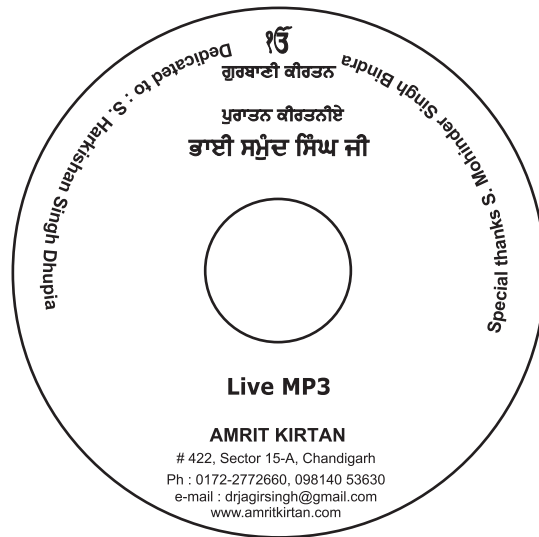 ੴ
ਗੁਰਬਾਣੀ ਕੀਰਤਨ
Dedicated to : S. Harkishan Singh Dhupia
Special thanks S. Mohinder Singh Bindra
ਪੁਰਾਤਨ ਕੀਰਤਨੀਏ
ਭਾਈ ਸਮੁੰਦ ਸਿੰਘ ਜੀ
Live MP3
AMRIT KIRTAN
# 422, Sector 15-A, Chandigarh
Ph : 0172-2772660, 098140 53630
e-mail : drjagirsingh@gmail.com
www.amritkirtan.com